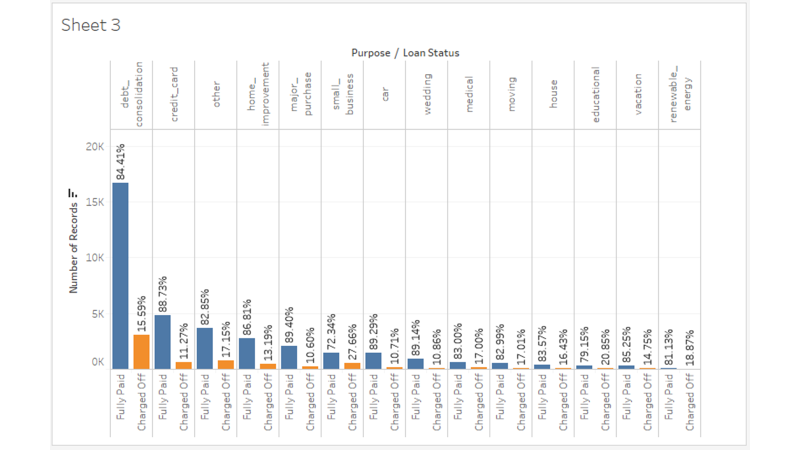 Sheet 3
Purpose / Loan Status
debt_
consolidation
credit_card
other
home_
improvement
major_
purchase
small_
business
car
wedding
medical
moving
house
educational
vacation
renewable_
energy
Number of Records
20K
15K
10K
5K
0K
84.41%
15.59%
88.73%
11.27%
82.85%
17.15%
86.81%
13.19%
89.40%
10.60%
72.34%
27.66%
89.29%
10.71%
89.14%
10.86%
83.00%
17.00%
82.99%
17.01%
83.57%
16.43%
79.15%
20.85%
85.25%
14.75%
81.13%
18.87%
Fully Paid
Charged Off
Fully Paid
Charged Off
Fully Paid
Charged Off
Fully Paid
Charged Off
Fully Paid
Charged Off
Fully Paid
Charged Off
Fully Paid
Charged Off
Fully Paid
Charged Off
Fully Paid
Charged Off
Fully Paid
Charged Off
Fully Paid
Charged Off
Fully Paid
Charged Off
Fully Paid
Charged Off
Fully Paid
Charged Off